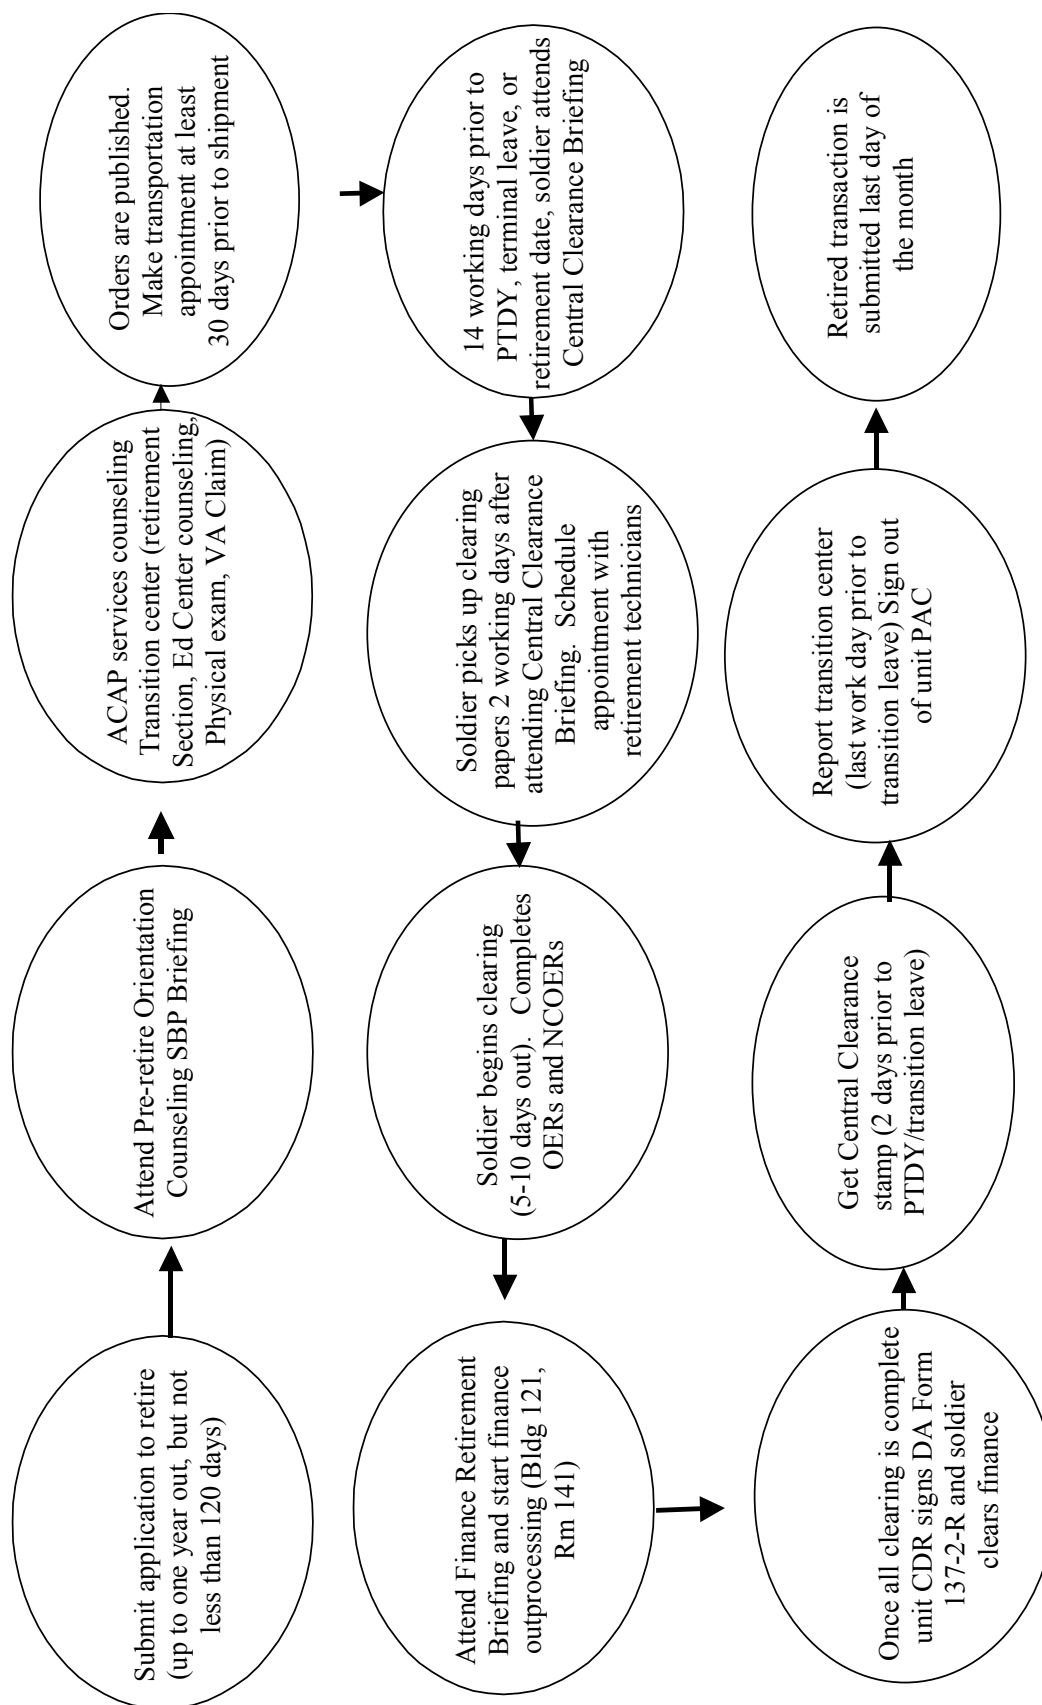 Submit application to retire
(up to one year out, but not
less than 120 days)
Attend Pre-retire Orientation
Counseling SBP Briefing
ACAP services counseling
Transition center (retirement
Section, Ed Center counseling,
Physical exam, VA Claim)
Orders are published.
Make transportation
appointment at least
30 days prior to shipment
14 working days prior to
PTDY, terminal leave, or
retirement date, soldier attends
Central Clearance Briefing
Soldier picks up clearing
papers 2 working days after
attending Central Clearance
Briefing. Schedule
appointment with
retirement technicians
Soldier begins clearing
(5-10 days out). Completes
OERs and NCOERs
Attend Finance Retirement
Briefing and start finance
outprocessing (Bldg 121,
Rm 141)
Once all clearing is complete
unit CDR signs DA Form
137-2-R and soldier
clears finance
Get Central Clearance
stamp (2 days prior to
PTDY/transition leave)
Report transition center
(last work day prior to
transition leave) Sign out
of unit PAC
Retired transaction is
submitted last day of
the month